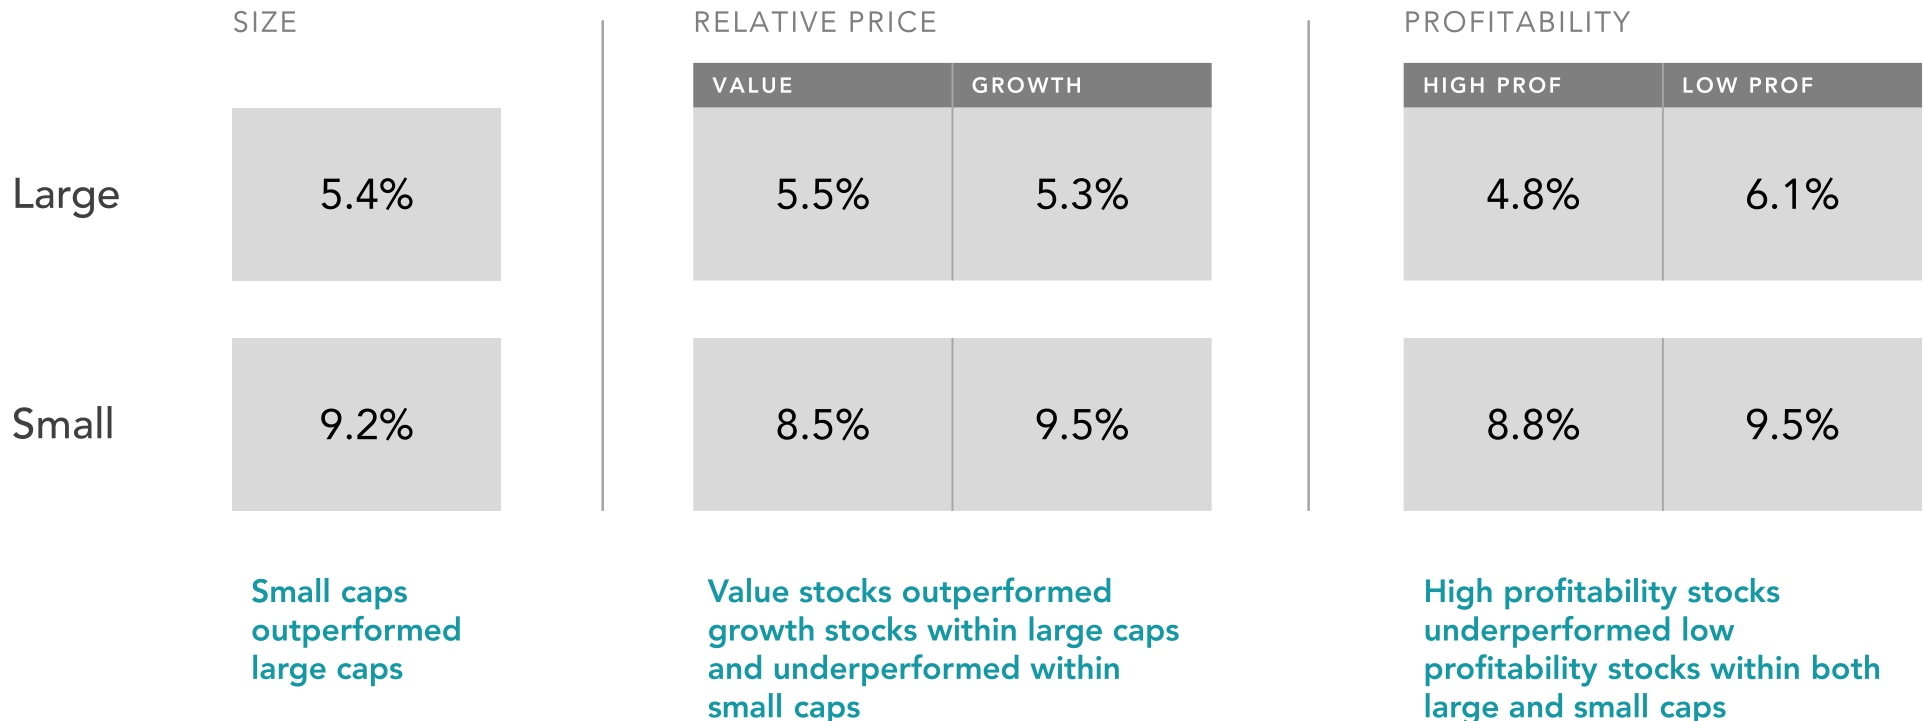 SIZE
RELATIVE PRICE
PROFITABILITY
VALUE GROWTH
HIGH PROF LOW PROF
Large 5.4% 5.5% 5.3% 4.8% 6.1%
Small 9.2% 8.5% 9.5% 8.8% 9.5%
Small caps
outperformed
large caps
Value stocks outperformed
growth stocks within large caps
and underperformed within
small caps
High profitability stocks
underperformed low
profitability stocks within both
large and small caps